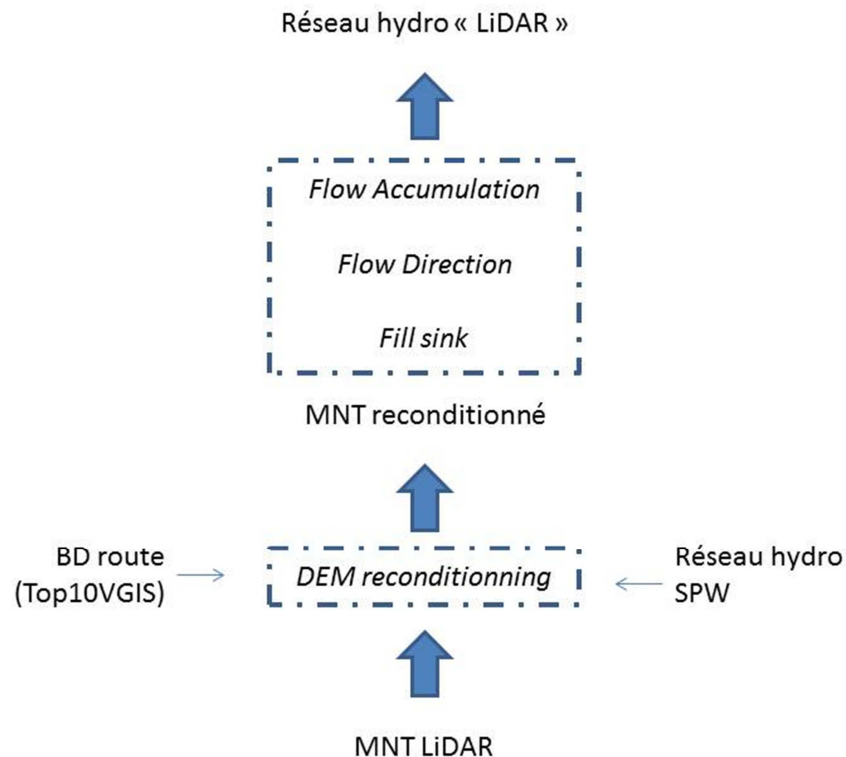 Réseau hydro « LiDAR »
Flow Accumulation
Flow Direction
Fill sink
MNT reconditionné
BD route
(Top10VGIS)
DEM reconditionning
Réseau hydro
SPW
MNT LiDAR